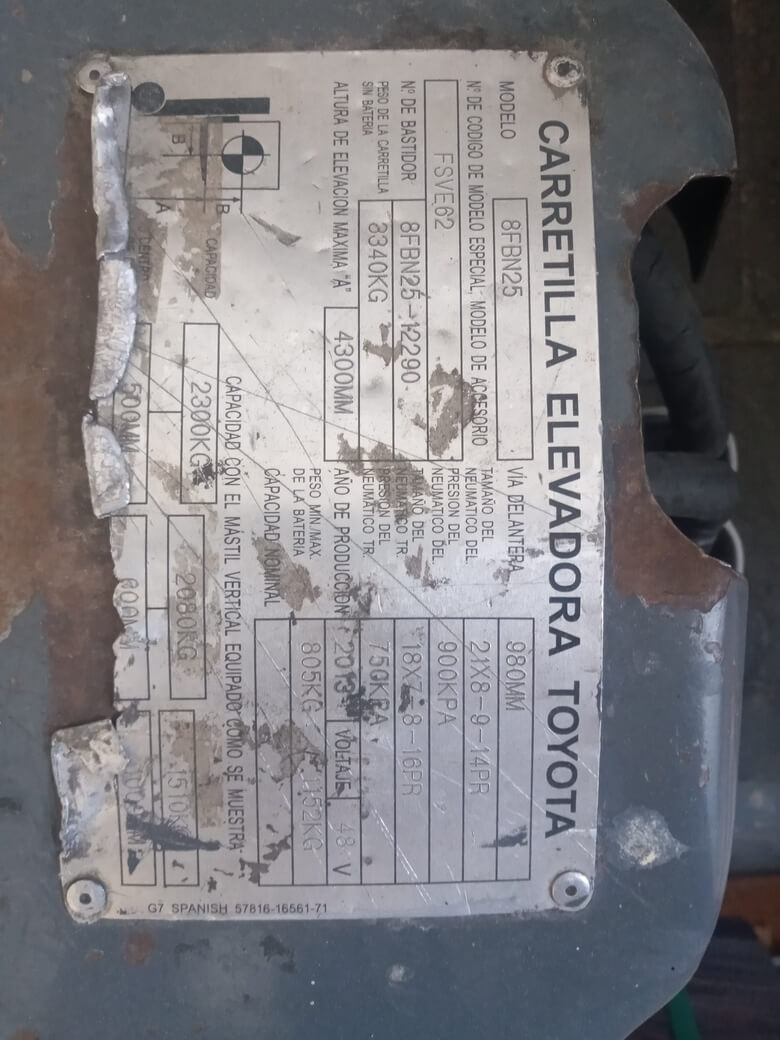 CARRETILLA ELEVADORA TOYOTA
MODELO 8FBN25
VÍA DELANTERA 980MM
Nº DE CODIGO DE MODELO ESPECIAL, MODELO DE ACCESORIO
FSVE62
TAMAÑO DEL NEUMATICO DEL. 21X8-9-14PR
PRESION DEL NEUMATICO DEL. 900KPA
Nº DE BASTIDOR 8FBN25-12290
TAMAÑO DEL NEUMATICO TR. 18X7-8-16PR
PESO DE LA CARRETILLA SIN BATERIA 3340KG
PRESION DEL NEUMATICO TR. 750KPA
ALTURA DE ELEVACION MAXIMA "A" 4300MM
AÑO DE PRODUCCION 2013 VOLTAJE 48 V
PESO MIN./MAX. DE LA BATERIA 805KG 1152KG
CAPACIDAD NOMINAL
CAPACIDAD CON EL MÁSTIL VERTICAL EQUIPADO COMO SE MUESTRA
B
B
A
CAPACIDAD 2300KG 2080KG 1510KG
500MM 600MM
G7 SPANISH 57816-16561-71